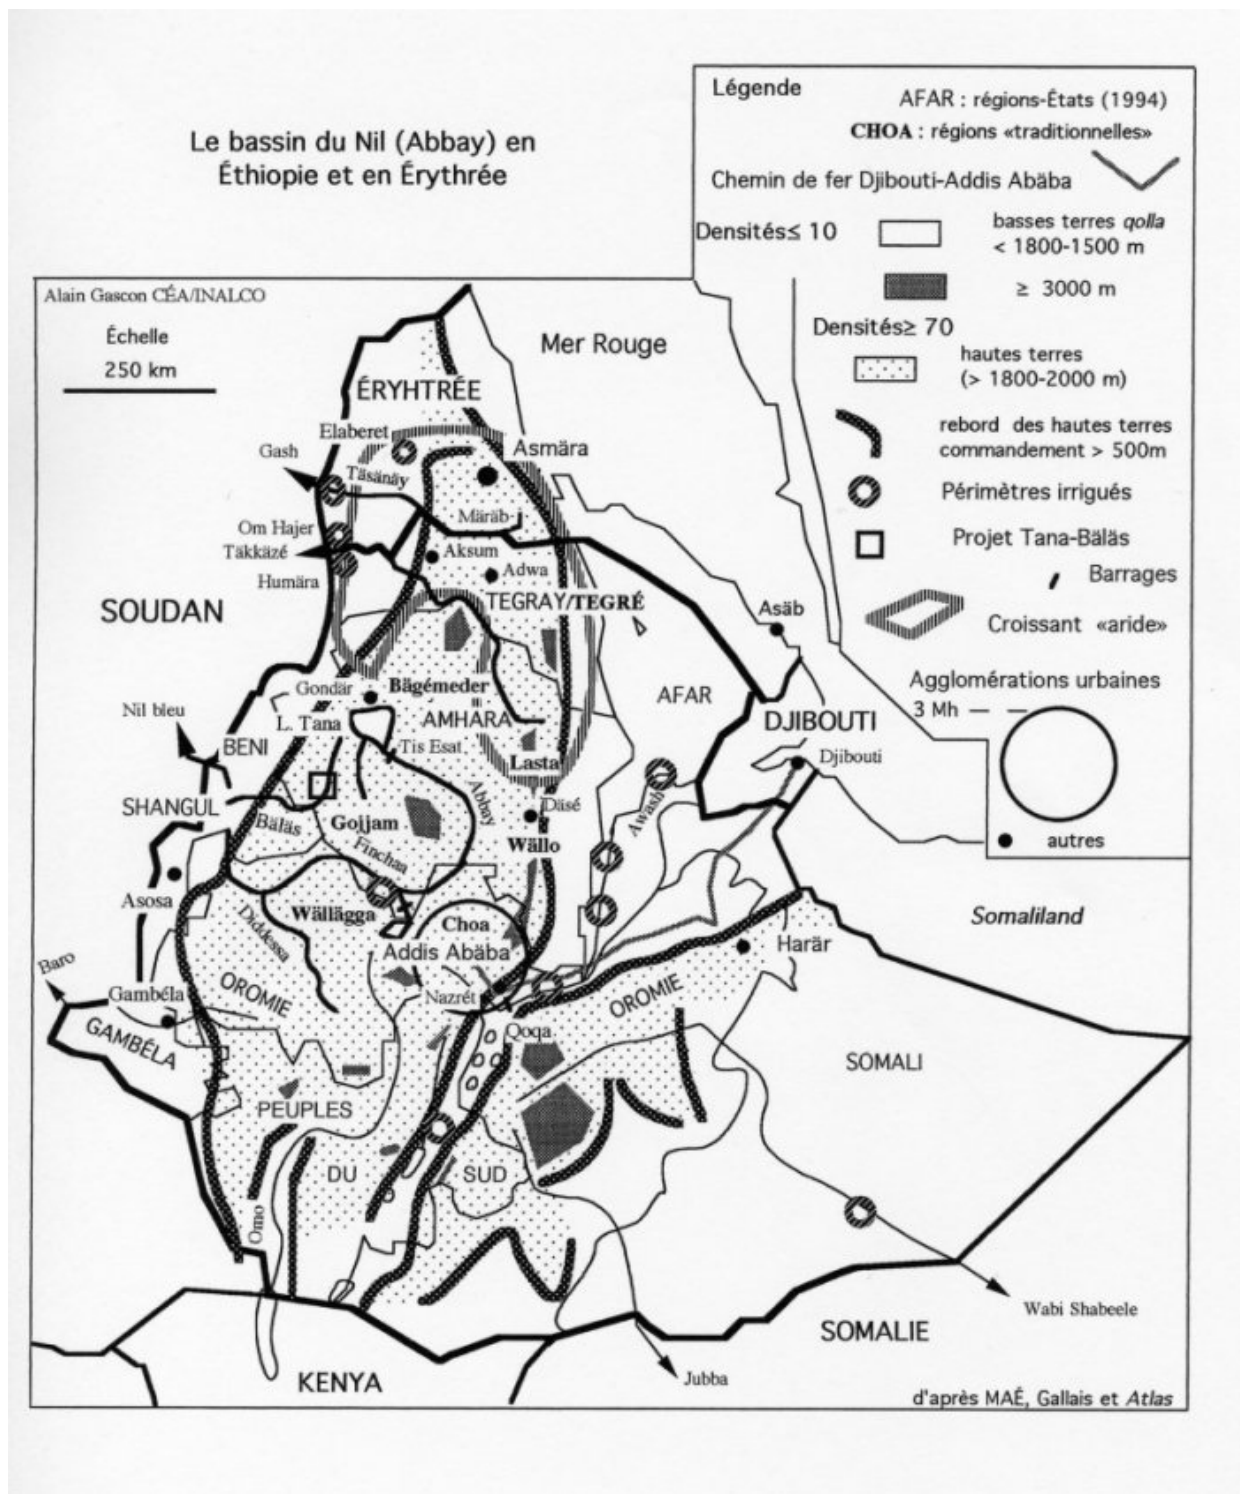 Le bassin du Nil (Abbay) en
Éthiopie et en Érythrée
Légende
AFAR : régions-États (1994)
CHOA : régions «traditionnelles»
Chemin de fer Djibouti-Addis Abäba
Densités≤ 10
basses terres qolla
< 1800-1500 m
≥ 3000 m
Densités≥ 70
hautes terres
(> 1800-2000 m)
rebord des hautes terres
commandement > 500m
Périmètres irrigués
Projet Tana-Bäläs
Barrages
Croissant «aride»
Agglomérations urbaines
3 Mh
autres
Alain Gascon CÉA/INALCO
Échelle
250 km
Mer Rouge
ÉRYHTRÉE
Elaberet
Gash
Täsänäy
Asmära
Om Hajer
Märäb
Täkkäzé
Aksum
Humära
Adwa
SOUDAN
TEGRAY/TEGRÉ
Asäb
Gondär
Bägémeder
AFAR
Nil bleu
L. Tana
AMHARA
DJIBOUTI
BENI
Tis Esat
Lasta
Djibouti
SHANGUL
Abbay
Däsé
Awash
Bäläs
Gojjam
Finchaa
Wällo
Asosa
Wällägga
Choa
Somaliland
Diddessa
Addis Abäba
Harär
Baro
Gambéla
OROMIE
Nazrét
OROMIE
GAMBÉLA
Qoqa
SOMALI
PEUPLES
DU
SUD
Omo
Wabi Shabeele
SOMALIE
Jubba
KENYA
d'après MAÉ, Gallais et Atlas